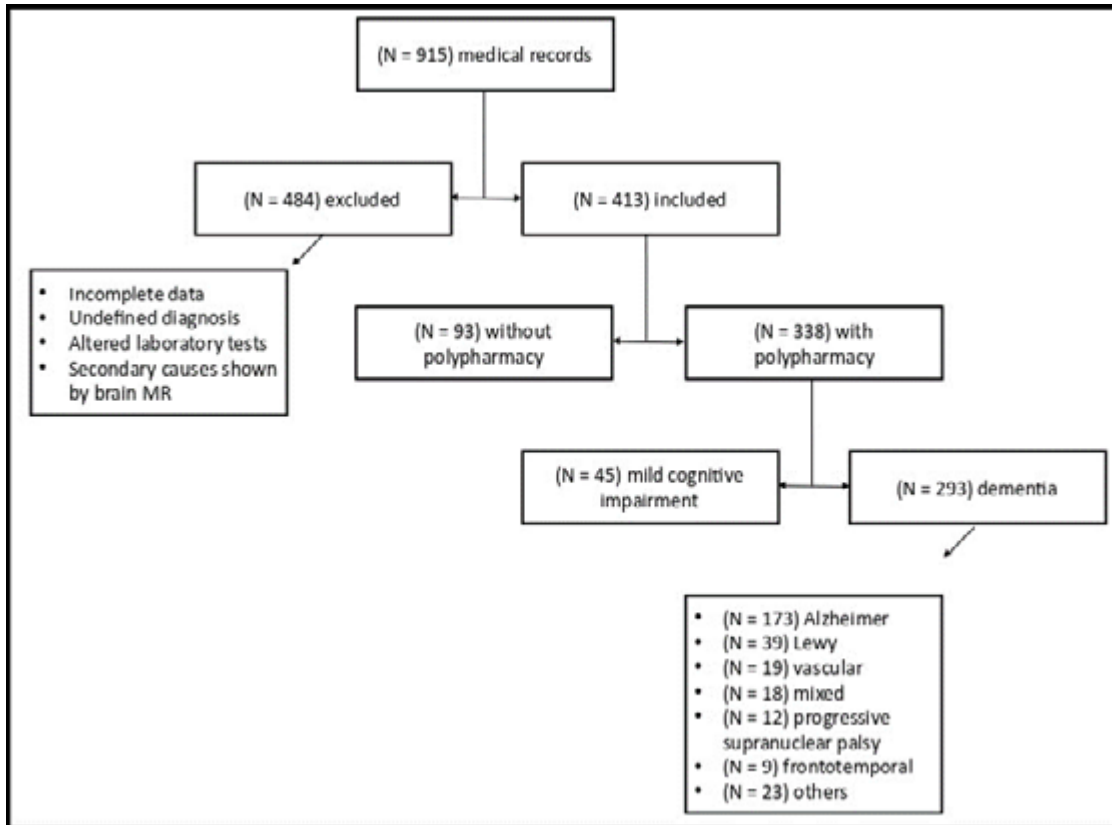 (N = 915) medical records
(N = 484) excluded
(N = 413) included
• Incomplete data
• Undefined diagnosis
• Altered laboratory tests
• Secondary causes shown
by brain MR
(N = 93) without
polypharmacy
(N = 338) with
polypharmacy
(N = 45) mild cognitive
impairment
(N = 293) dementia
• (N = 173) Alzheimer
• (N = 39) Lewy
• (N = 19) vascular
• (N = 18) mixed
• (N = 12) progressive
supranuclear palsy
• (N = 9) frontotemporal
• (N = 23) others